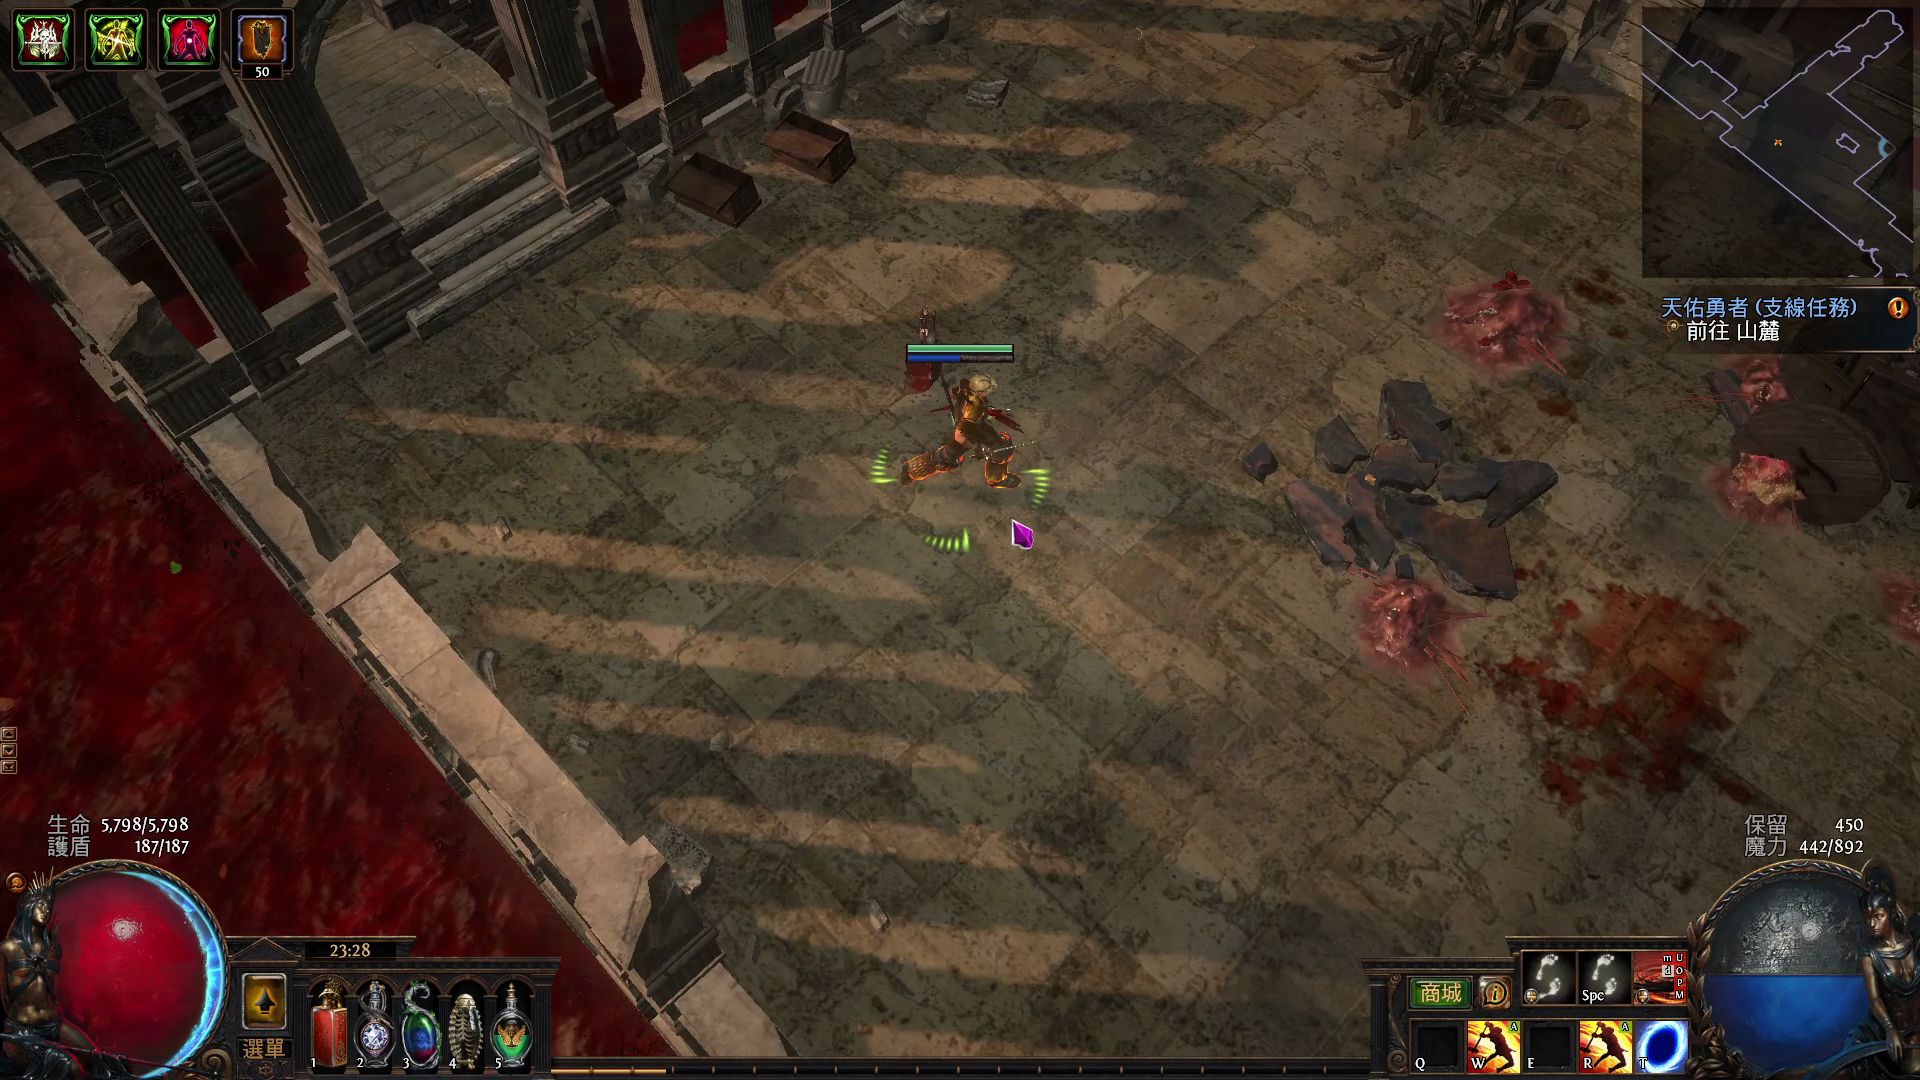 50
天佑勇者 (支線任務)
前往 山麓
生命 5,798/5,798
護盾 187/187
保留 450
魔力 442/892
23:28
選單
1 2 3 4 5
商城
Spc
m U
d O
P
M
Q W A E R A T